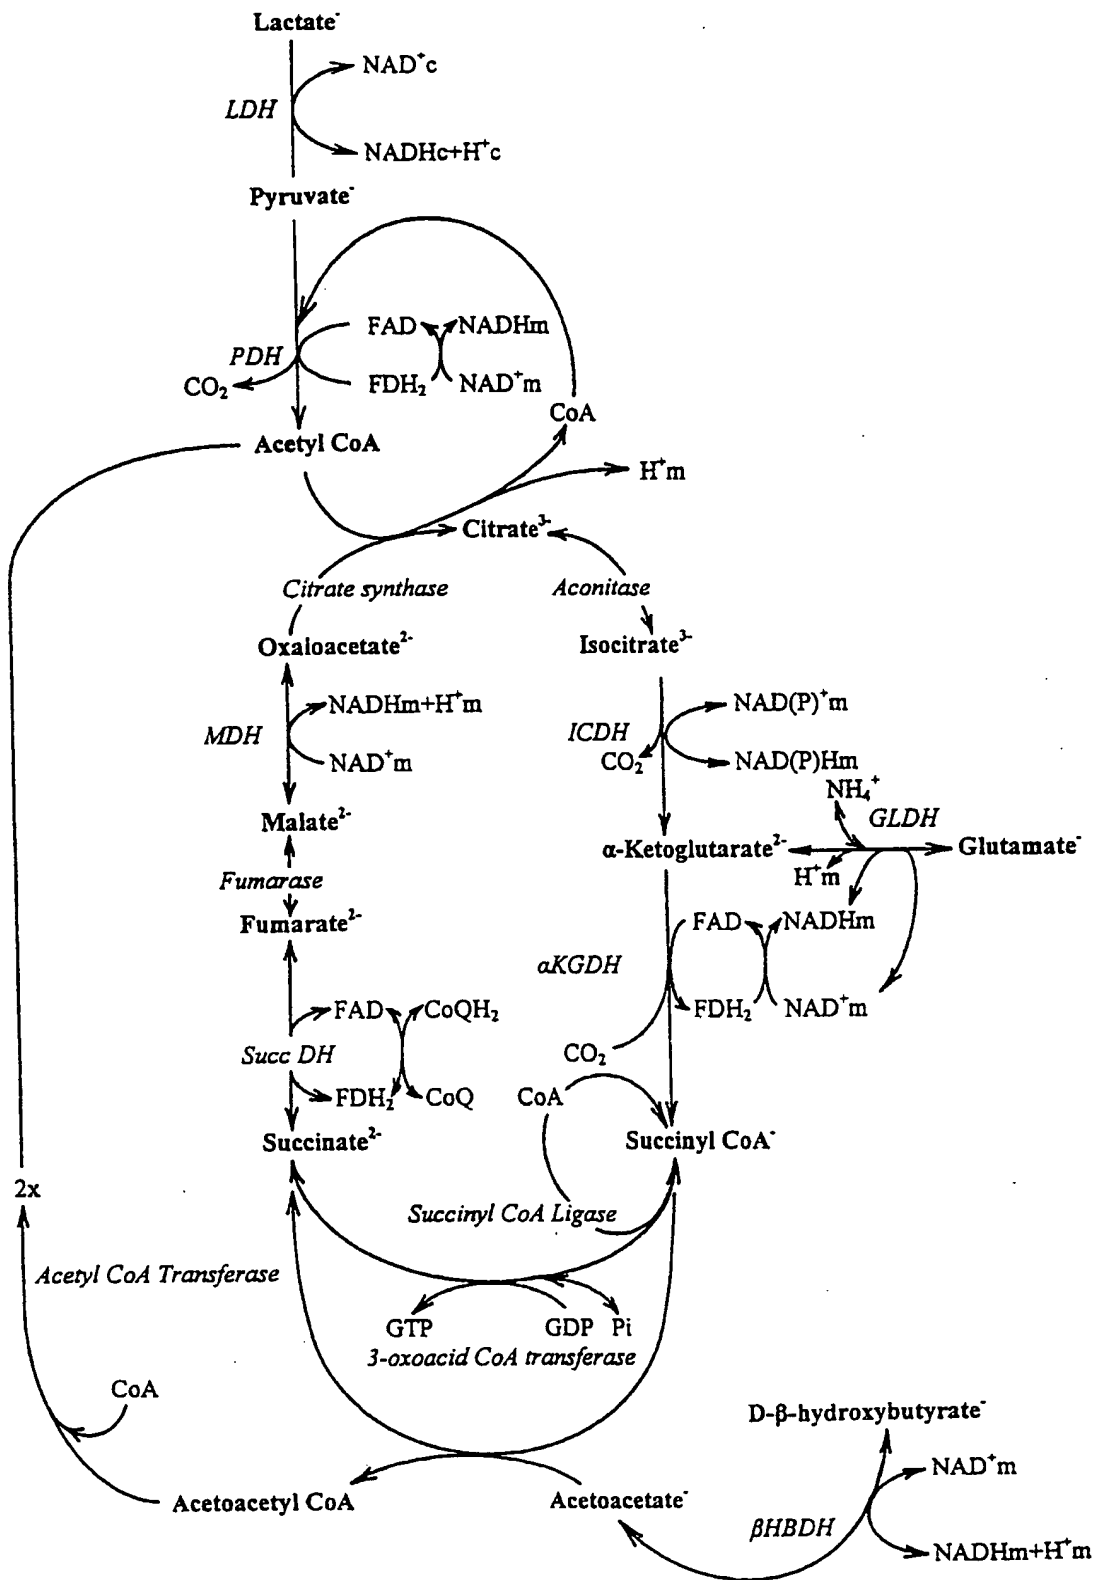 Lactate⁻
NAD⁺c
LDH
NADHc+H⁺c
Pyruvate⁻
FAD NADHm
PDH
CO₂
FDH₂ NAD⁺m
CoA
Acetyl CoA
H⁺m
Citrate³⁻
Citrate synthase
Aconitase
Oxaloacetate²⁻
Isocitrate³⁻
NADHm+H⁺m
NAD(P)⁺m
MDH
ICDH
NAD⁺m
CO₂
NAD(P)Hm
NH₄⁺
GLDH
Malate²⁻
α-Ketoglutarate²⁻
Glutamate⁻
H⁺m
Fumarase
Fumarate²⁻
FAD NADHm
αKGDH
FDH₂ NAD⁺m
FAD CoQH₂
Succ DH
CO₂
FDH₂ CoQ
CoA
Succinate²⁻
Succinyl CoA⁻
2x
Succinyl CoA Ligase
Acetyl CoA Transferase
GTP
GDP Pi
3-oxoacid CoA transferase
CoA
D-β-hydroxybutyrate⁻
NAD⁺m
Acetoacetyl CoA
Acetoacetate⁻
βHBDH
NADHm+H⁺m